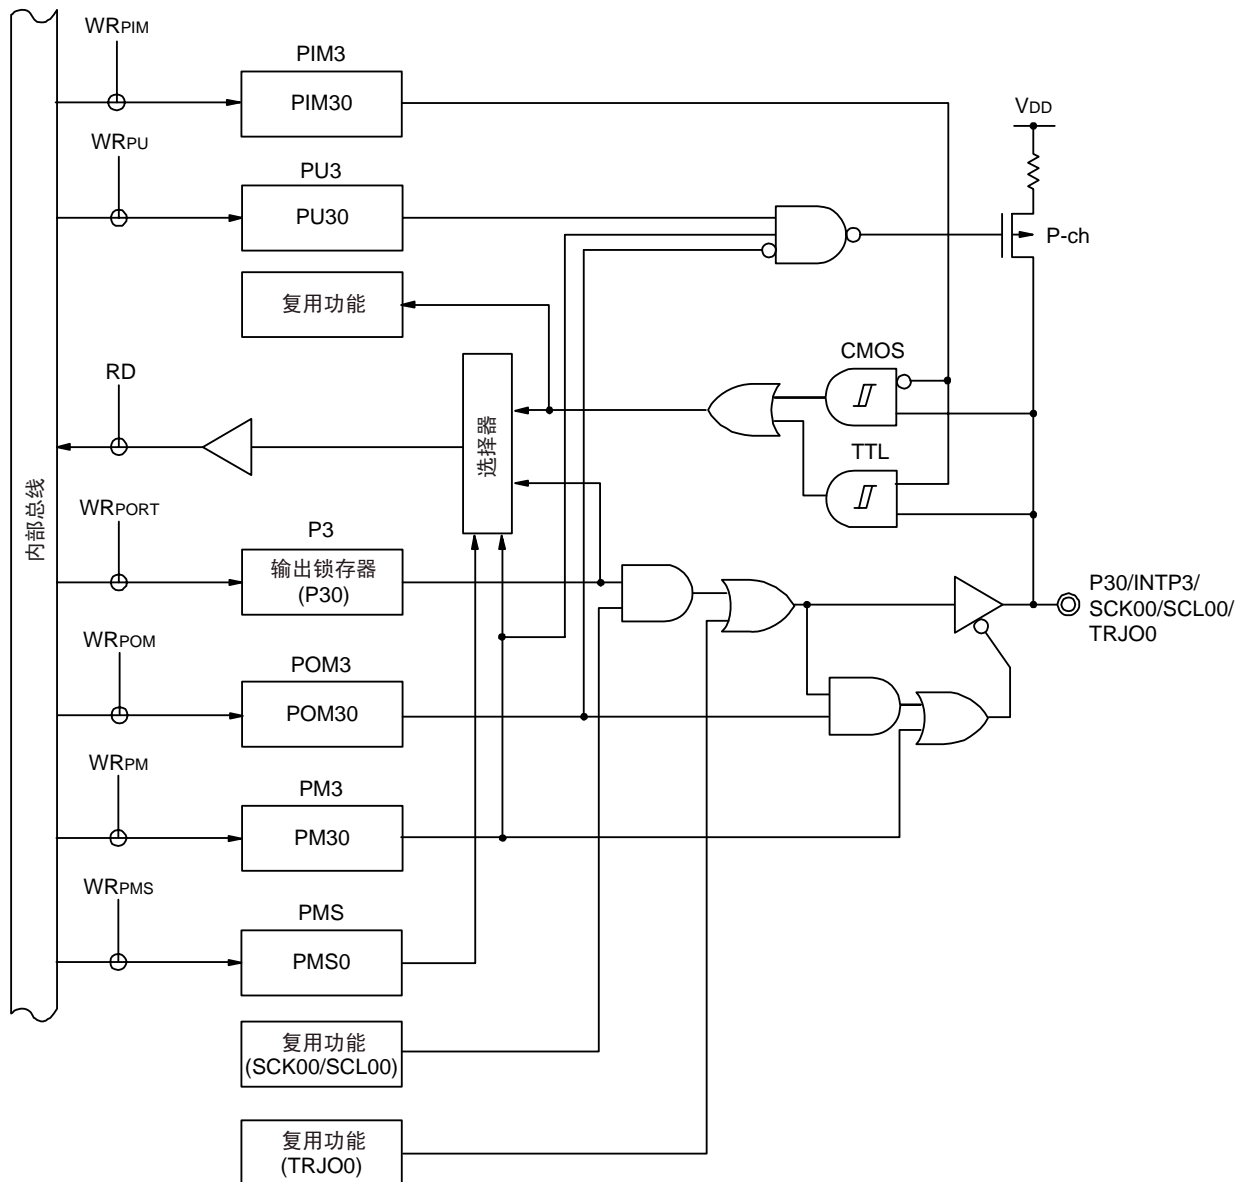 WRPIM
PIM3
PIM30
VDD
WRPU
PU3
PU30
P-ch
复用功能
CMOS
RD
选择器
TTL
内部总线
WRPORT
P3
输出锁存器
(P30)
P30/INTP3/
SCK00/SCL00/
TRJO0
WRPOM
POM3
POM30
WRPM
PM3
PM30
WRPMS
PMS
PMS0
复用功能
(SCK00/SCL00)
复用功能
(TRJO0)